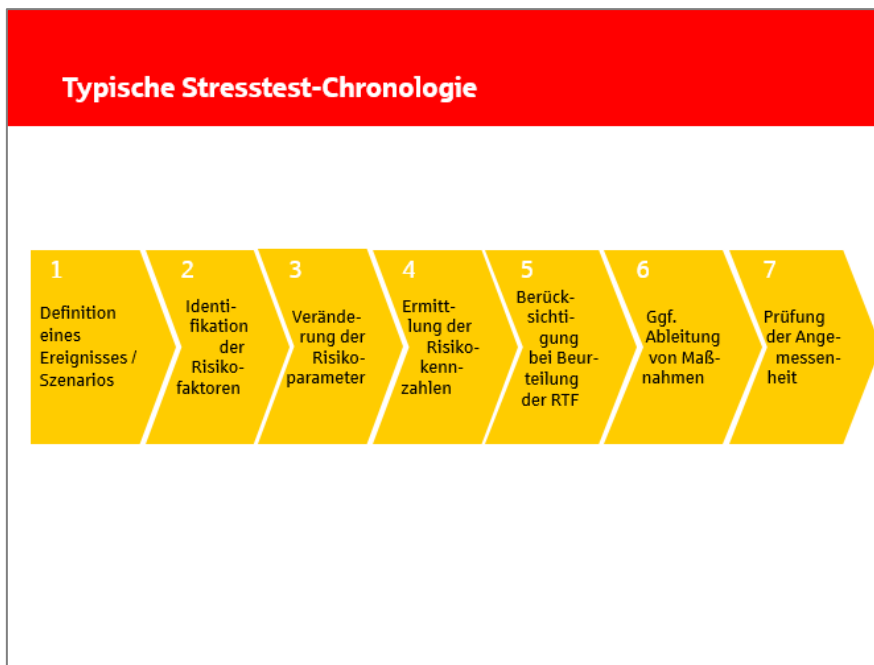 Typische Stresstest-Chronologie
1
Definition
eines
Ereignisses /
Szenarios
2
Identi-
fikation
der
Risiko-
faktoren
3
Verände-
rung der
Risiko-
parameter
4
Ermitt-
lung der
Risiko-
kenn-
zahlen
5
Berück-
sichti-
gung
bei Beur-
teilung
der RTF
6
Ggf.
Ableitung
von Maß-
nahmen
7
Prüfung
der Ange-
messen-
heit